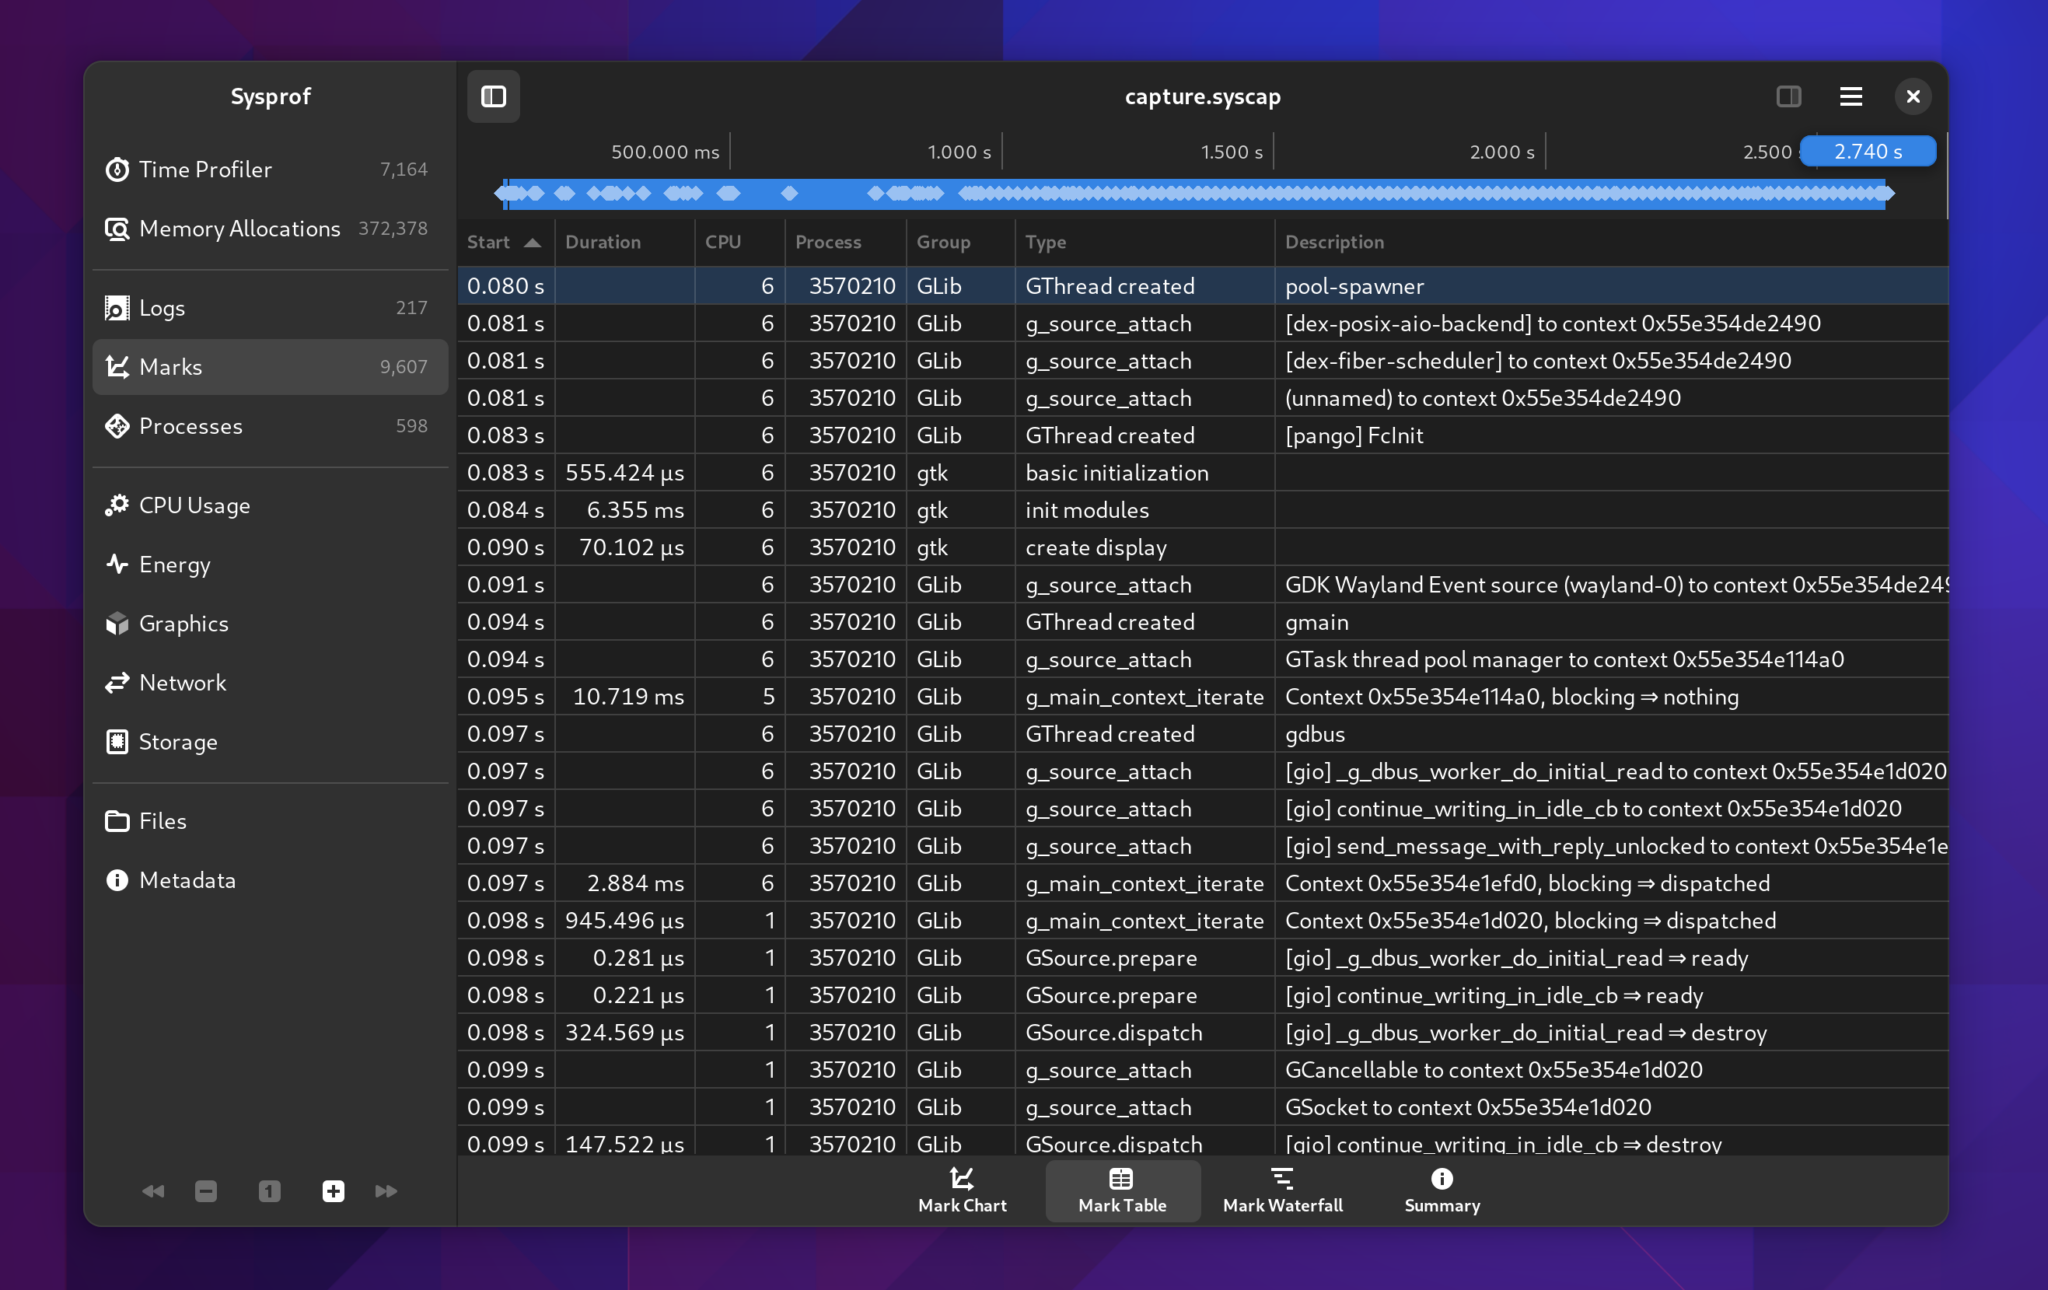 Sysprof
capture.syscap
Time Profiler 7,164
Memory Allocations 372,378
Logs 217
Marks 9,607
Processes 598
CPU Usage
Energy
Graphics
Network
Storage
Files
Metadata
1
500.000 ms 1.000 s 1.500 s 2.000 s 2.500 2.740 s
Start Duration CPU Process Group Type Description
0.080 s 6 3570210 GLib GThread created pool-spawner
0.081 s 6 3570210 GLib g_source_attach [dex-posix-aio-backend] to context 0x55e354de2490
0.081 s 6 3570210 GLib g_source_attach [dex-fiber-scheduler] to context 0x55e354de2490
0.081 s 6 3570210 GLib g_source_attach (unnamed) to context 0x55e354de2490
0.083 s 6 3570210 GLib GThread created [pango] FcInit
0.083 s 555.424 µs 6 3570210 gtk basic initialization
0.084 s 6.355 ms 6 3570210 gtk init modules
0.090 s 70.102 µs 6 3570210 gtk create display
0.091 s 6 3570210 GLib g_source_attach GDK Wayland Event source (wayland-0) to context 0x55e354de249
0.094 s 6 3570210 GLib GThread created gmain
0.094 s 6 3570210 GLib g_source_attach GTask thread pool manager to context 0x55e354e114a0
0.095 s 10.719 ms 5 3570210 GLib g_main_context_iterate Context 0x55e354e114a0, blocking ⇒ nothing
0.097 s 6 3570210 GLib GThread created gdbus
0.097 s 6 3570210 GLib g_source_attach [gio] _g_dbus_worker_do_initial_read to context 0x55e354e1d020
0.097 s 6 3570210 GLib g_source_attach [gio] continue_writing_in_idle_cb to context 0x55e354e1d020
0.097 s 6 3570210 GLib g_source_attach [gio] send_message_with_reply_unlocked to context 0x55e354e1e
0.097 s 2.884 ms 6 3570210 GLib g_main_context_iterate Context 0x55e354e1efd0, blocking ⇒ dispatched
0.098 s 945.496 µs 1 3570210 GLib g_main_context_iterate Context 0x55e354e1d020, blocking ⇒ dispatched
0.098 s 0.281 µs 1 3570210 GLib GSource.prepare [gio] _g_dbus_worker_do_initial_read ⇒ ready
0.098 s 0.221 µs 1 3570210 GLib GSource.prepare [gio] continue_writing_in_idle_cb ⇒ ready
0.098 s 324.569 µs 1 3570210 GLib GSource.dispatch [gio] _g_dbus_worker_do_initial_read ⇒ destroy
0.099 s 1 3570210 GLib g_source_attach GCancellable to context 0x55e354e1d020
0.099 s 1 3570210 GLib g_source_attach GSocket to context 0x55e354e1d020
0.099 s 147.522 µs 1 3570210 GLib GSource.dispatch [gio] continue_writing_in_idle_cb ⇒ destroy
Mark Chart Mark Table Mark Waterfall Summary